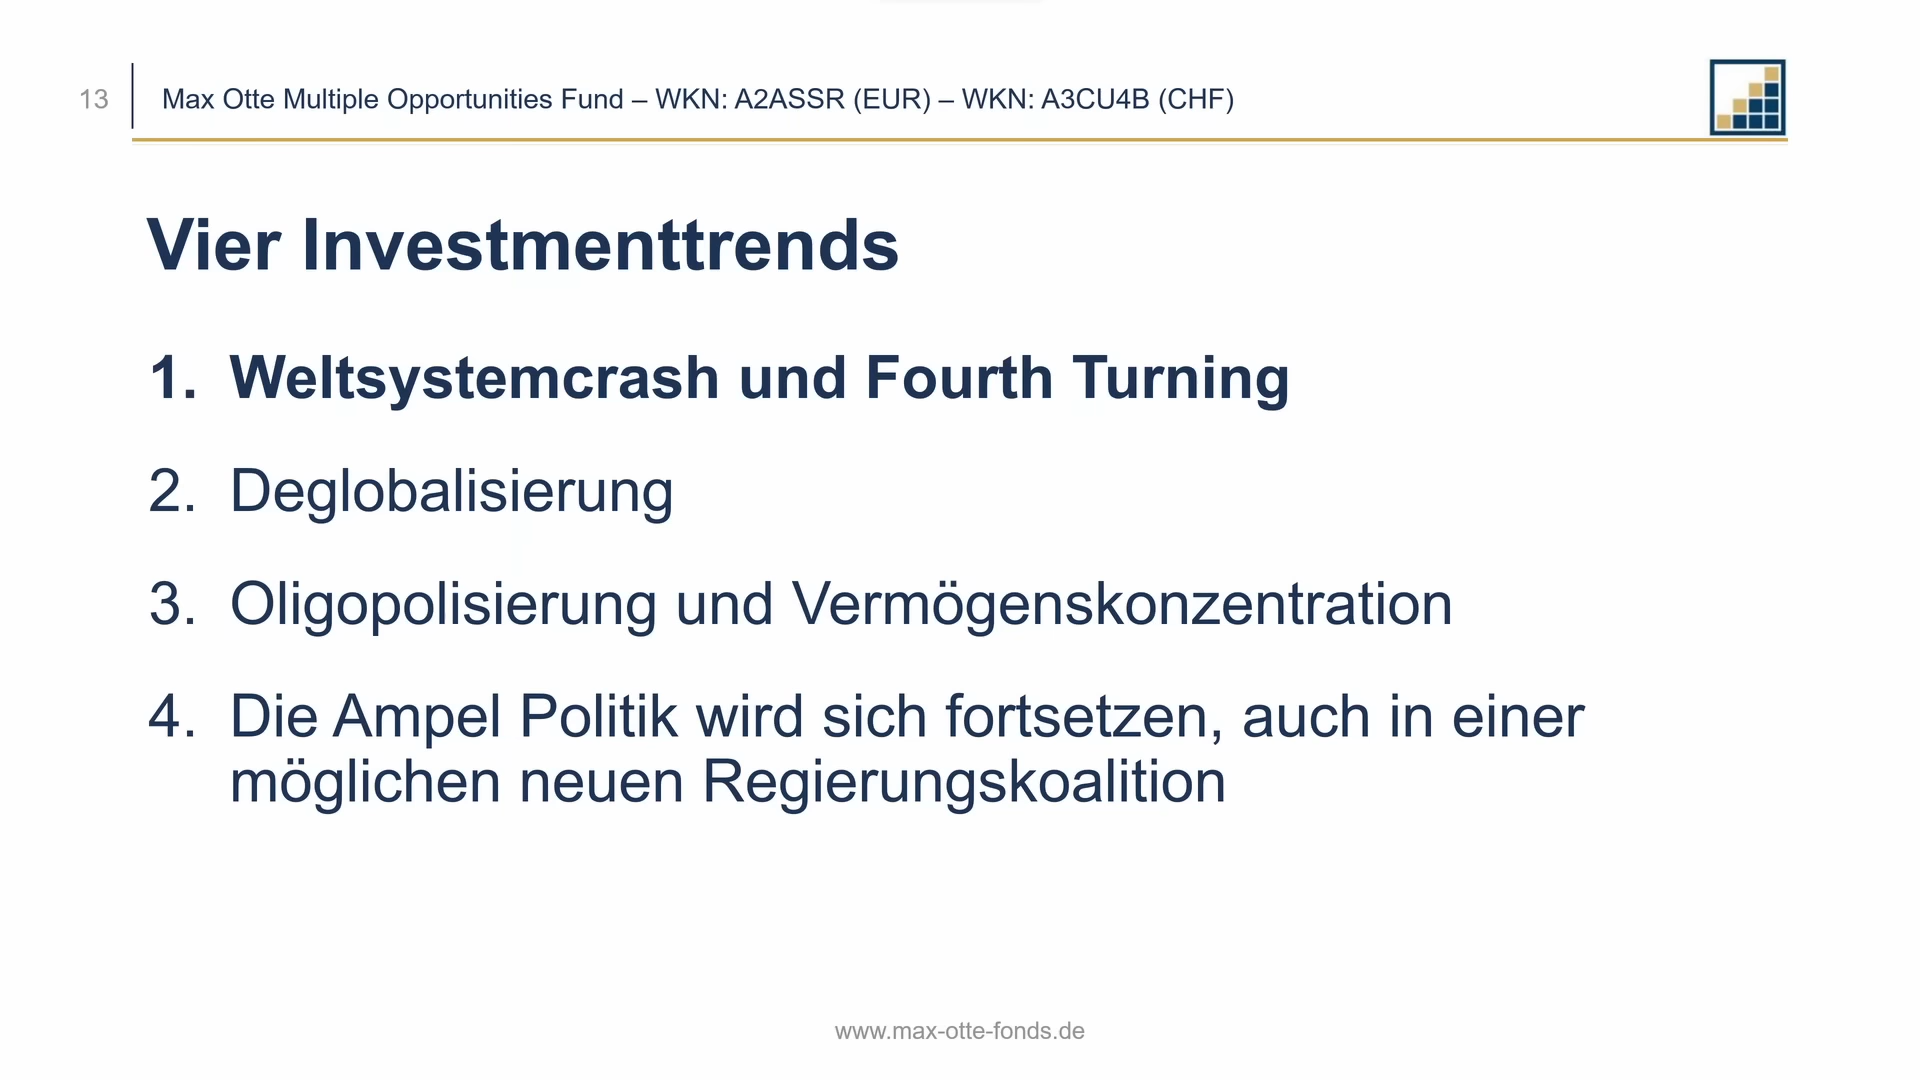 13
Max Otte Multiple Opportunities Fund – WKN: A2ASSR (EUR) – WKN: A3CU4B (CHF)
Vier Investmenttrends
1. Weltsystemcrash und Fourth Turning
2. Deglobalisierung
3. Oligopolisierung und Vermögenskonzentration
4. Die Ampel Politik wird sich fortsetzen, auch in einer
möglichen neuen Regierungskoalition
www.max-otte-fonds.de